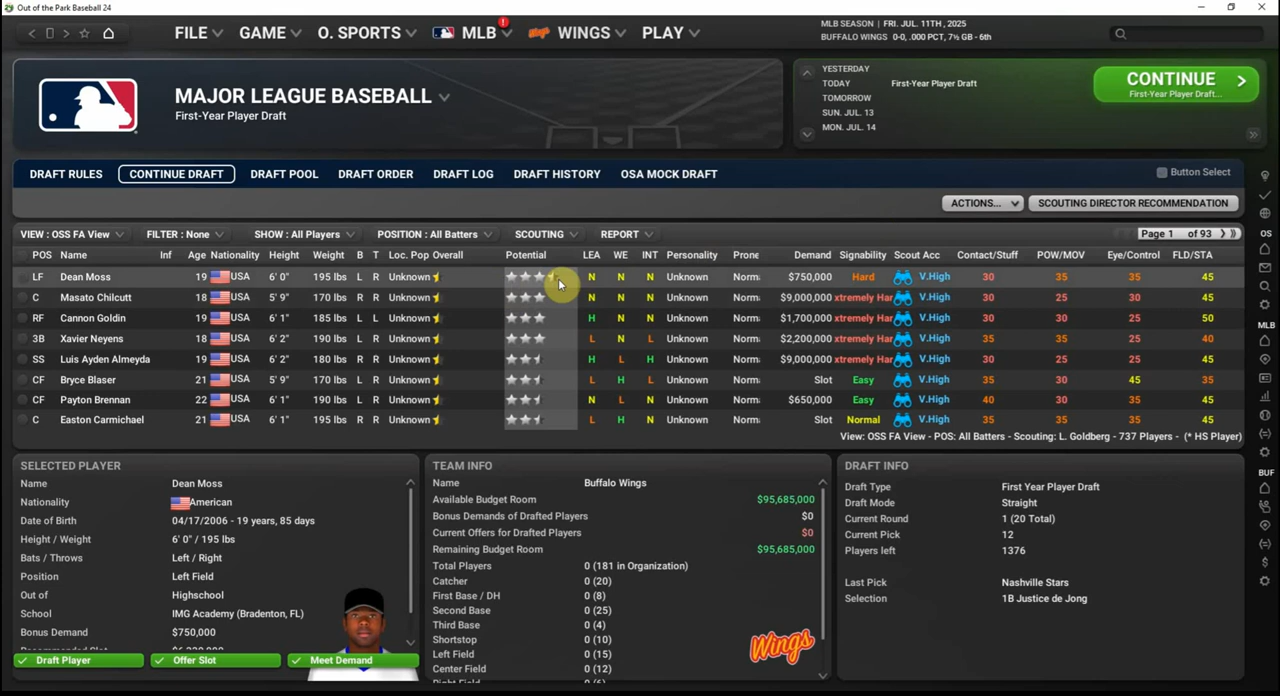 Out of the Park Baseball 24
FILE GAME O. SPORTS MLB ! WINGS PLAY
MLB SEASON | FRI. JUL. 11TH, 2025
BUFFALO WINGS 0-0, .000 PCT, 7½ GB - 6th
MAJOR LEAGUE BASEBALL
First-Year Player Draft
YESTERDAY
TODAY First-Year Player Draft
TOMORROW
SUN. JUL. 13
MON. JUL. 14
CONTINUE
First-Year Player Draft...
DRAFT RULES CONTINUE DRAFT DRAFT POOL DRAFT ORDER DRAFT LOG DRAFT HISTORY OSA MOCK DRAFT Button Select
ACTIONS... SCOUTING DIRECTOR RECOMMENDATION
VIEW : OSS FA View FILTER : None SHOW : All Players POSITION : All Batters SCOUTING REPORT Page 1 of 93
POS Name Inf Age Nationality Height Weight B T Loc. Pop Overall Potential LEA WE INT Personality Prone Demand Signability Scout Acc Contact/Stuff POW/MOV Eye/Control FLD/STA
LF Dean Moss 19 USA 6' 0" 195 lbs L R Unknown N N N Unknown Norm $750,000 Hard V.High 30 35 35 45
C Masato Chilcutt 18 USA 5' 9" 170 lbs L R Unknown N N N Unknown Norm $9,000,000 xtremely Har V.High 30 25 30 45
RF Cannon Goldin 19 USA 6' 1" 185 lbs L L Unknown H N N Unknown Norm $1,700,000 xtremely Har V.High 30 30 25 50
3B Xavier Neyens 18 USA 6' 2" 190 lbs L R Unknown L N L Unknown Norm $2,200,000 xtremely Har V.High 35 35 25 40
SS Luis Ayden Almeyda 19 USA 6' 2" 180 lbs R R Unknown H L H Unknown Norm $9,000,000 xtremely Har V.High 30 25 25 45
CF Bryce Blaser 21 USA 5' 9" 170 lbs L R Unknown L H L Unknown Norm Slot Easy V.High 35 30 45 35
CF Payton Brennan 22 USA 6' 1" 190 lbs L L Unknown N L N Unknown Norm $650,000 Easy V.High 40 30 35 45
C Easton Carmichael 21 USA 6' 1" 195 lbs R R Unknown L H N Unknown Norm Slot Normal V.High 35 35 35 45
View: OSS FA View - POS: All Batters - Scouting: L. Goldberg - 737 Players - (* HS Player)
SELECTED PLAYER
Name Dean Moss
Nationality American
Date of Birth 04/17/2006 - 19 years, 85 days
Height / Weight 6' 0" / 195 lbs
Bats / Throws Left / Right
Position Left Field
Out of Highschool
School IMG Academy (Bradenton, FL)
Bonus Demand $750,000
Draft Player Offer Slot Meet Demand
TEAM INFO
Name Buffalo Wings
Available Budget Room $95,685,000
Bonus Demands of Drafted Players $0
Current Offers for Drafted Players $0
Remaining Budget Room $95,685,000
Total Players 0 (181 in Organization)
Catcher 0 (20)
First Base / DH 0 (8)
Second Base 0 (25)
Third Base 0 (4)
Shortstop 0 (10)
Left Field 0 (15)
Center Field 0 (12)
Wings
DRAFT INFO
Draft Type First Year Player Draft
Draft Mode Straight
Current Round 1 (20 Total)
Current Pick 12
Players left 1376
Last Pick Nashville Stars
Selection 1B Justice de Jong
OS
MLB
BUF